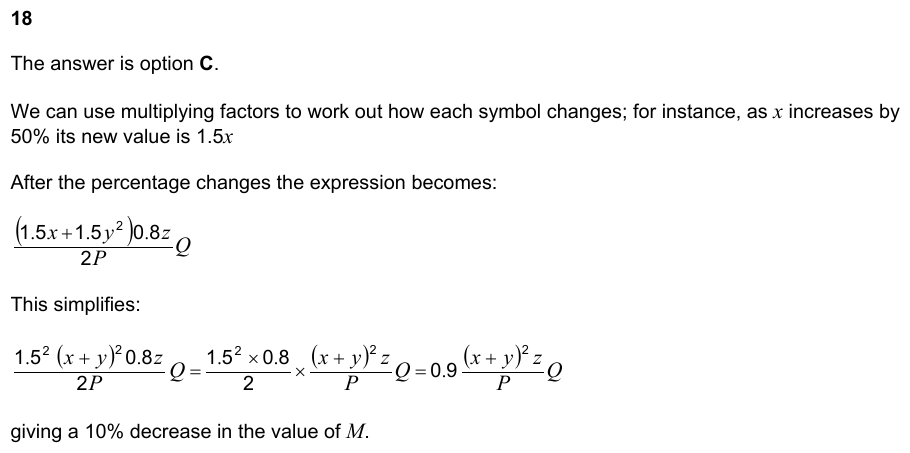 18
The answer is option C.
We can use multiplying factors to work out how each symbol changes; for instance, as x increases by
50% its new value is 1.5x
After the percentage changes the expression becomes:
(1.5x+1.5y²)0.8z / 2P Q
This simplifies:
1.5² (x + y)² 0.8z / 2P Q = 1.5² × 0.8 / 2 × (x + y)² z / P Q = 0.9 (x + y)² z / P Q
giving a 10% decrease in the value of M.